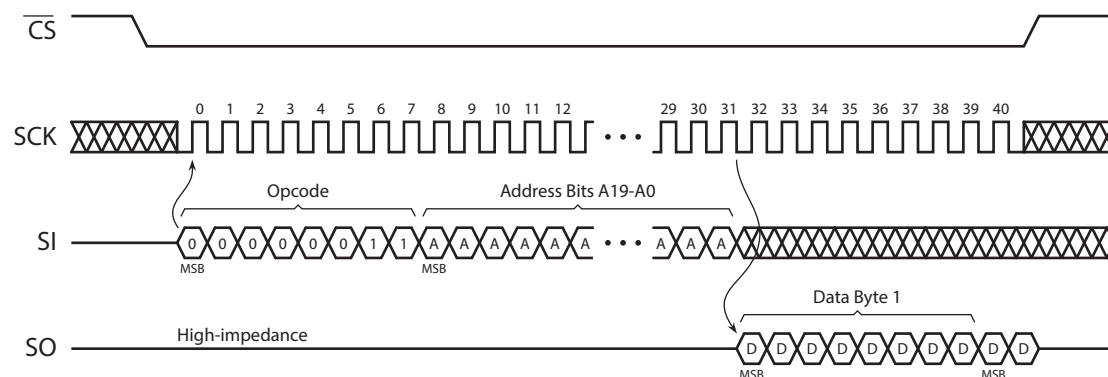 CS
0 1 2 3 4 5 6 7 8 9 10 11 12 29 30 31 32 33 34 35 36 37 38 39 40
SCK
Opcode Address Bits A19-A0
SI 0 0 0 0 0 0 1 1 A A A A A A A A A
MSB MSB
Data Byte 1
High-impedance
SO D D D D D D D D D D
MSB MSB